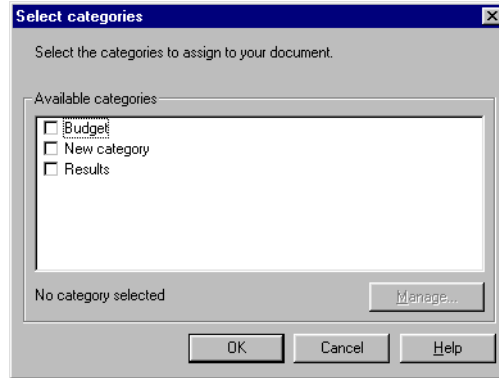 Select categories
Select the categories to assign to your document.
Available categories
Budget
New category
Results
No category selected
Manage...
OK Cancel Help